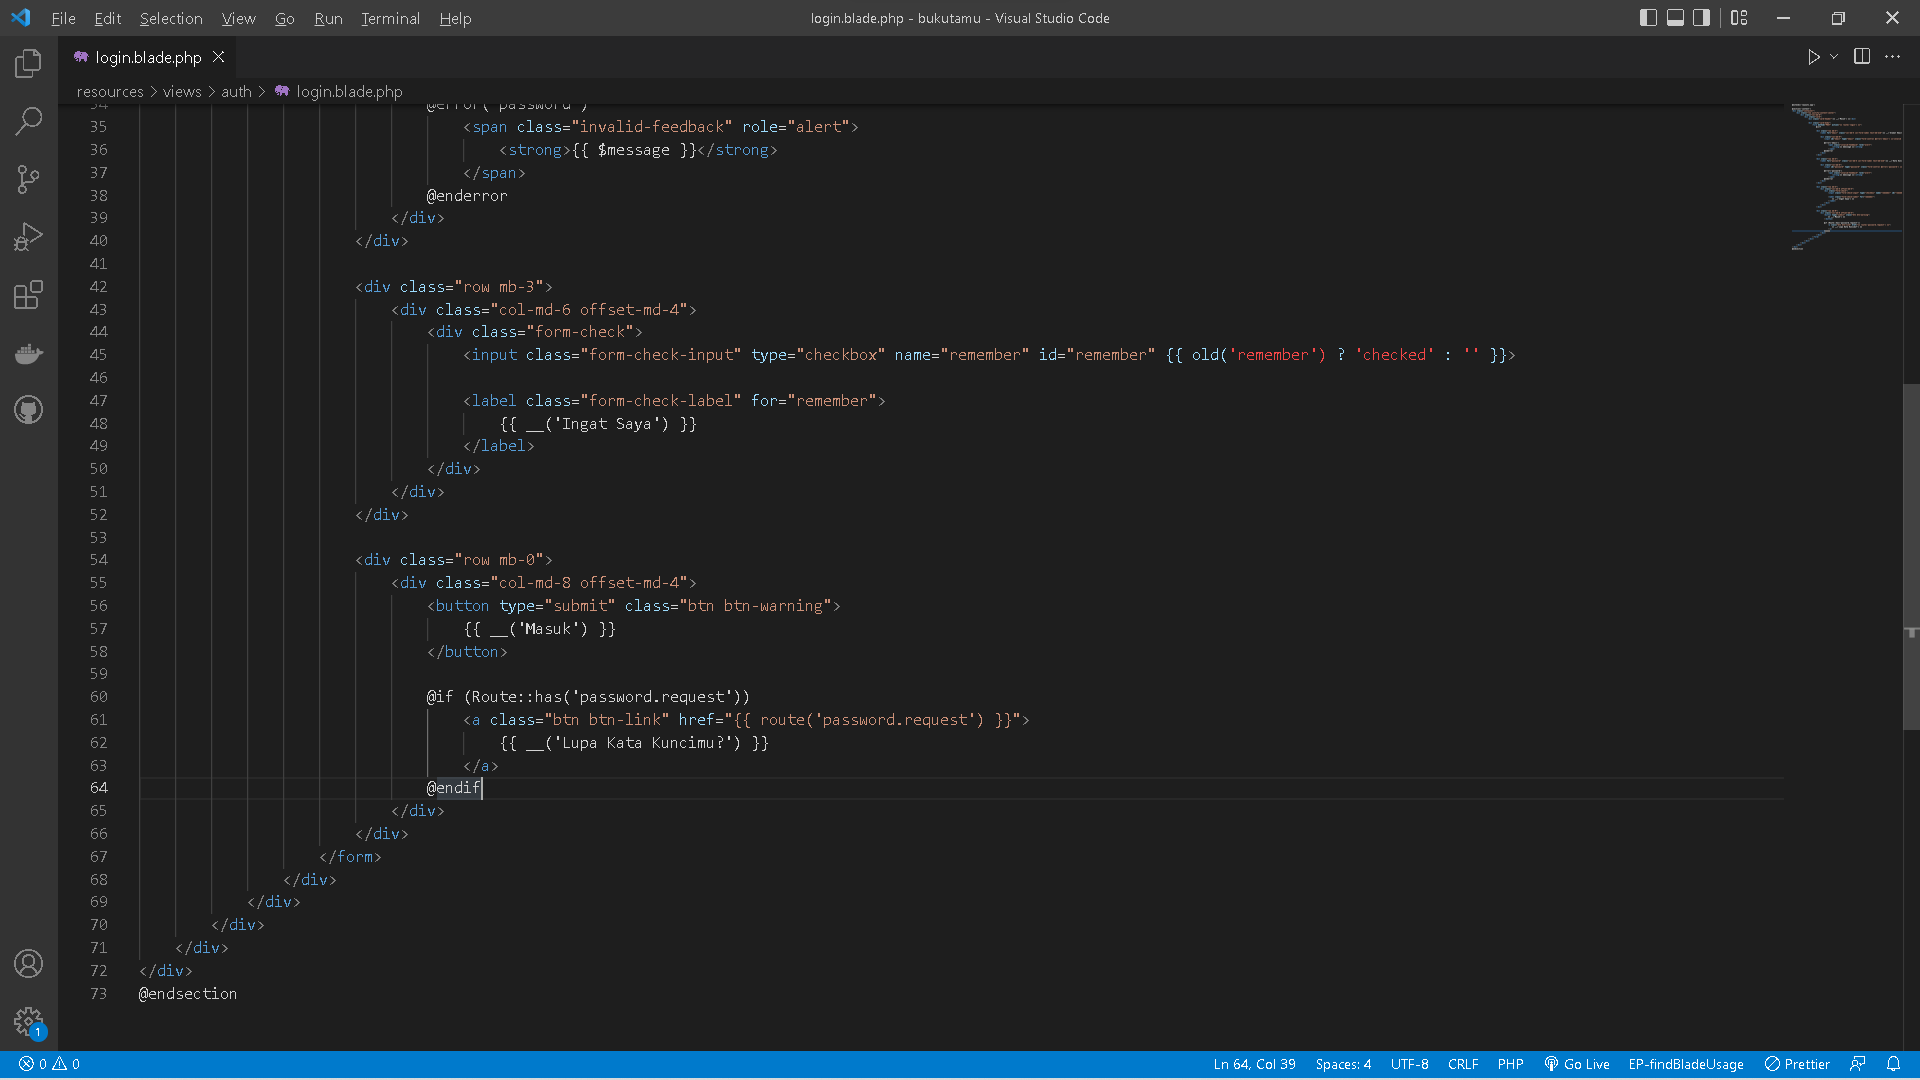 File Edit Selection View Go Run Terminal Help
login.blade.php - bukutamu - Visual Studio Code
login.blade.php
resources > views > auth > login.blade.php
34 @error('password')
35 <span class="invalid-feedback" role="alert">
36 <strong>{{ $message }}</strong>
37 </span>
38 @enderror
39 </div>
40 </div>
41
42 <div class="row mb-3">
43 <div class="col-md-6 offset-md-4">
44 <div class="form-check">
45 <input class="form-check-input" type="checkbox" name="remember" id="remember" {{ old('remember') ? 'checked' : '' }}>
46
47 <label class="form-check-label" for="remember">
48 {{ __('Ingat Saya') }}
49 </label>
50 </div>
51 </div>
52 </div>
53
54 <div class="row mb-0">
55 <div class="col-md-8 offset-md-4">
56 <button type="submit" class="btn btn-warning">
57 {{ __('Masuk') }}
58 </button>
59
60 @if (Route::has('password.request'))
61 <a class="btn btn-link" href="{{ route('password.request') }}">
62 {{ __('Lupa Kata Kuncimu?') }}
63 </a>
64 @endif
65 </div>
66 </div>
67 </form>
68 </div>
69 </div>
70 </div>
71 </div>
72 </div>
73 @endsection
1
0 0 Ln 64, Col 39 Spaces: 4 UTF-8 CRLF PHP Go Live EP-findBladeUsage Prettier